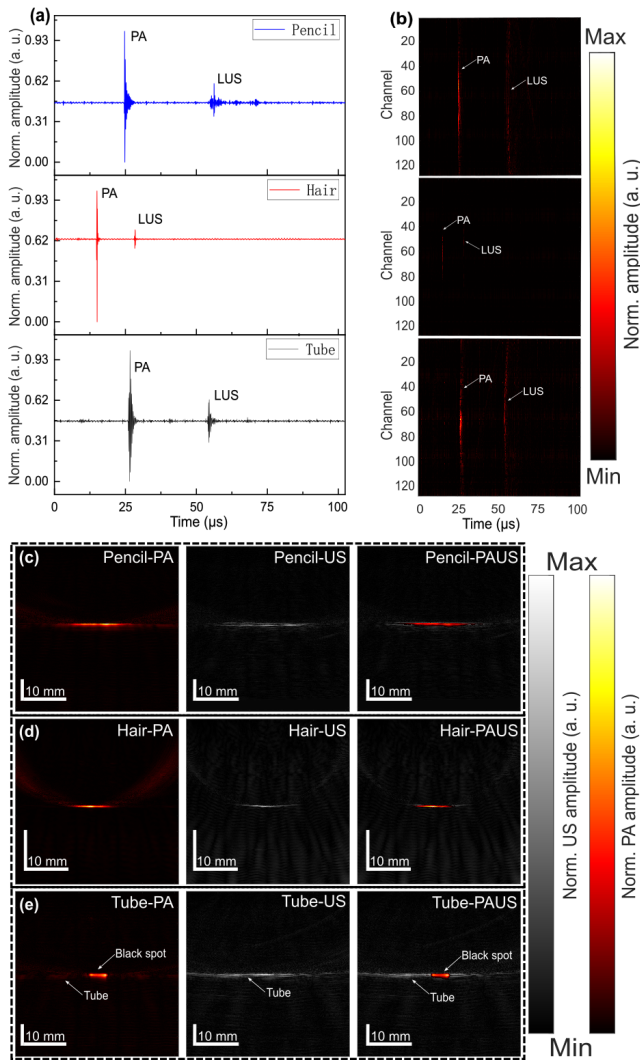 (a)
Norm. amplitude (a. u.)
0.93
0.62
0.31
0.00
PA
LUS
Pencil
Norm. amplitude (a. u.)
0.93
0.62
0.31
0.00
PA
LUS
Hair
Norm. amplitude (a. u.)
0.93
0.62
0.31
0.00
PA
LUS
Tube
0 25 50 75 100
Time (μs)
(b)
Channel
20
40
60
80
100
120
PA
LUS
Channel
20
40
60
80
100
120
PA
LUS
Channel
20
40
60
80
100
120
PA
LUS
0 25 50 75 100
Time (μs)
Max
Norm. amplitude (a. u.)
Min
(c)
Pencil-PA
10 mm
Pencil-US
10 mm
Pencil-PAUS
10 mm
(d)
Hair-PA
10 mm
Hair-US
10 mm
Hair-PAUS
10 mm
(e)
Tube-PA
Black spot
Tube
10 mm
Tube-US
Tube
10 mm
Tube-PAUS
Black spot
Tube
10 mm
Max
Norm. US amplitude (a. u.)
Norm. PA amplitude (a. u.)
Min